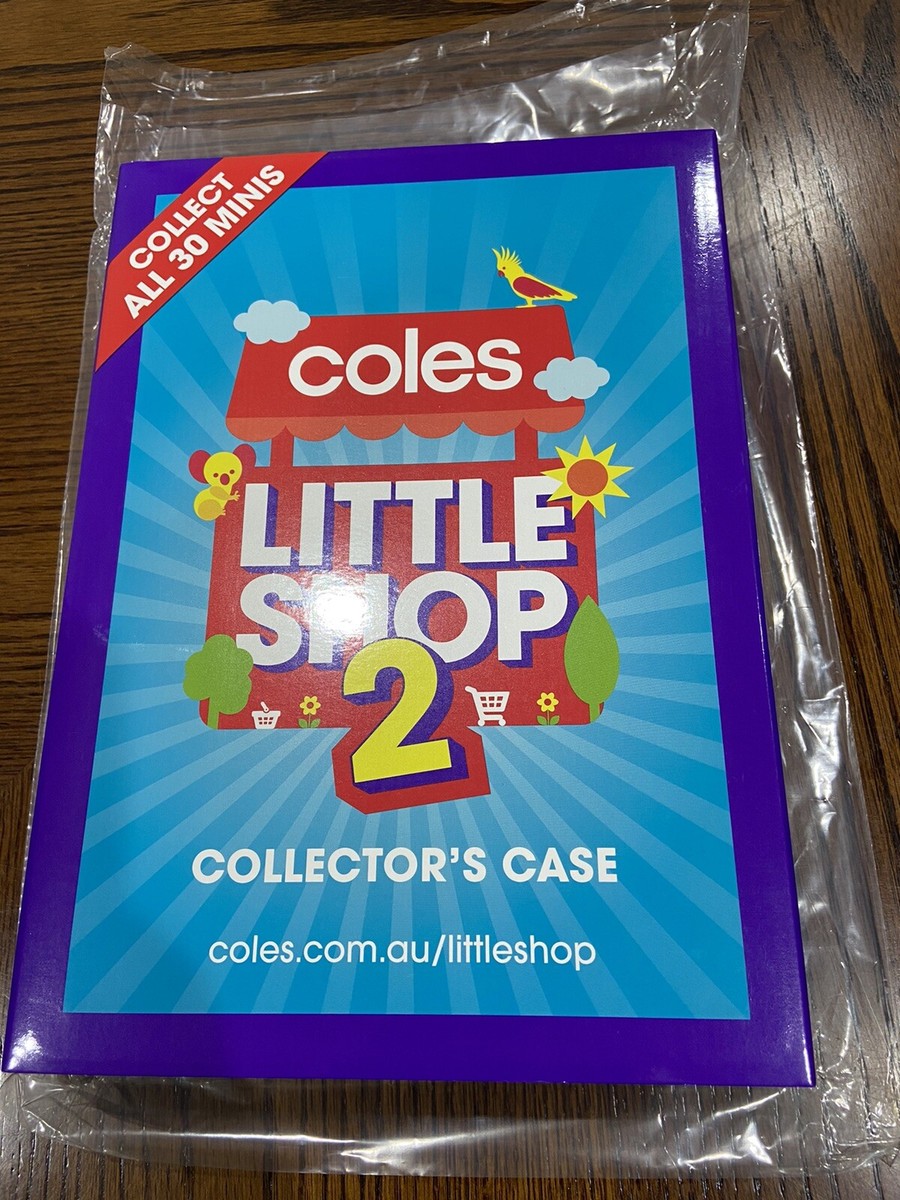 COLLECT
ALL 30 MINIS
coles
LITTLE
SHOP
2
COLLECTOR'S CASE
coles.com.au/littleshop